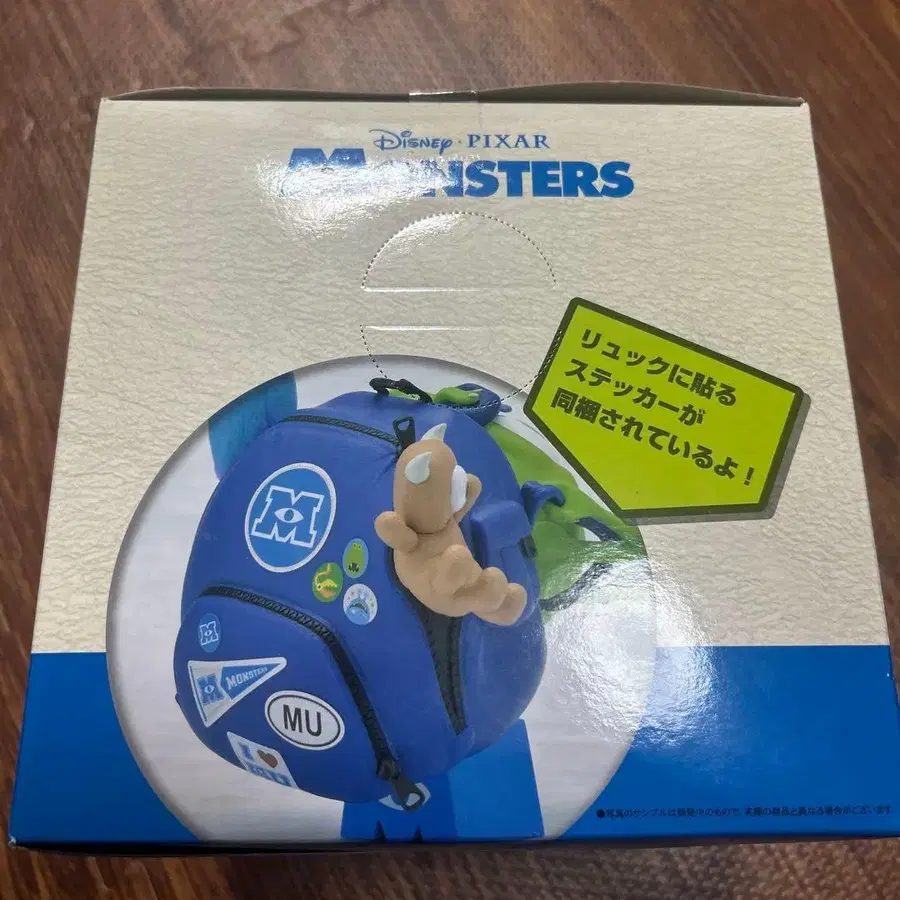 Disney · PIXAR
MONSTERS
リュックに貼る
ステッカーが
同梱されているよ！
M
M
M MONSTERS
MU
I
●写真のサンプルは開発中のもので、実際の商品と異なる場合がございます